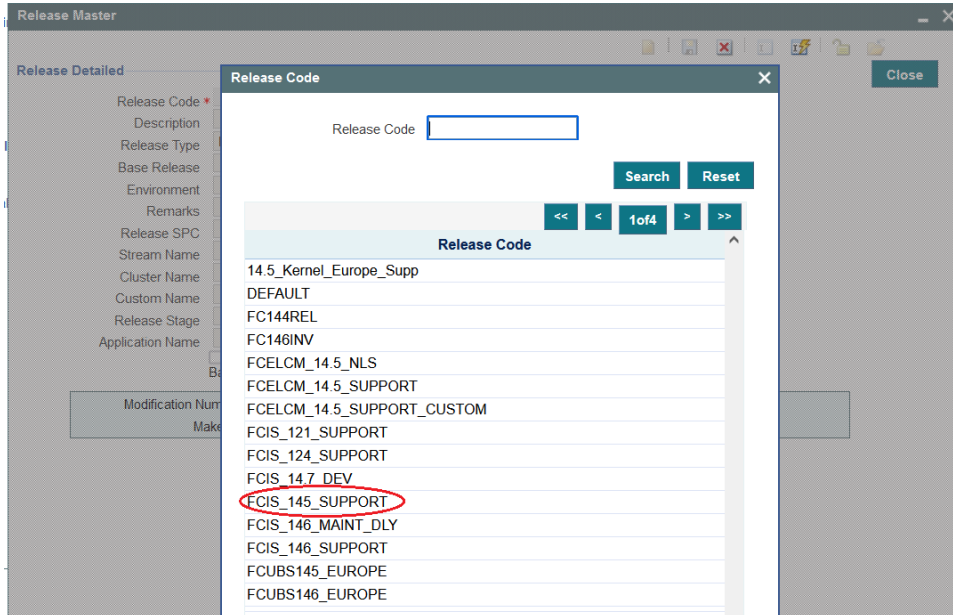 Release Master
Release Detailed
Close
Release Code *
Description
Release Type
Base Release
Environment
Remarks
Release SPC
Stream Name
Cluster Name
Custom Name
Release Stage
Application Name
Ba
Modification Num
Make
Release Code
Release Code
Search Reset
<< < 1of4 > >>
Release Code
14.5_Kernel_Europe_Supp
DEFAULT
FC144REL
FC146INV
FCELCM_14.5_NLS
FCELCM_14.5_SUPPORT
FCELCM_14.5_SUPPORT_CUSTOM
FCIS_121_SUPPORT
FCIS_124_SUPPORT
FCIS_14.7_DEV
FCIS_145_SUPPORT
FCIS_146_MAINT_DLY
FCIS_146_SUPPORT
FCUBS145_EUROPE
FCUBS146_EUROPE